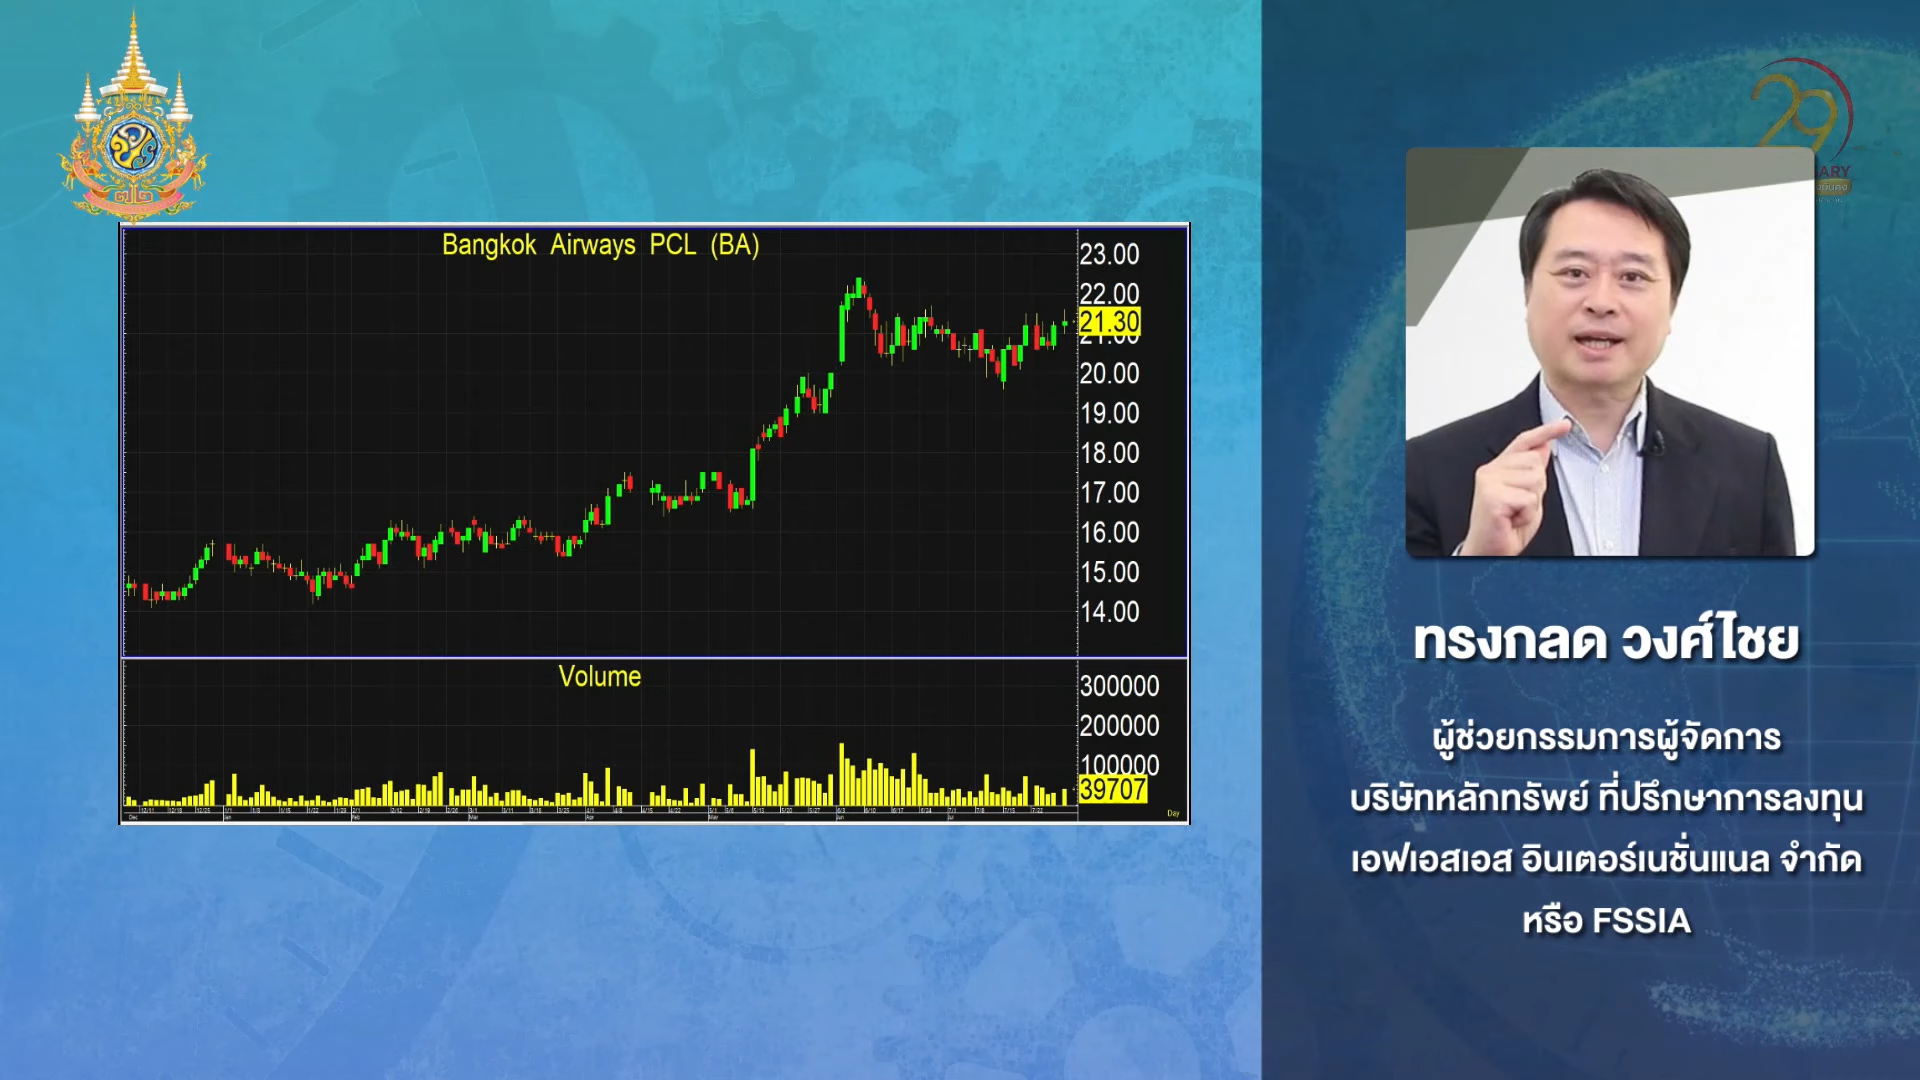 29
Bangkok Airways PCL (BA)
23.00
22.00
21.30
21.00
20.00
19.00
18.00
17.00
16.00
15.00
14.00
Volume
300000
200000
100000
39707
Day
ทรงกลด วงศ์ไชย
ผู้ช่วยกรรมการผู้จัดการ
บริษัทหลักทรัพย์ ที่ปรึกษาการลงทุน
เอฟเอสเอส อินเตอร์เนชั่นแนล จำกัด
หรือ FSSIA